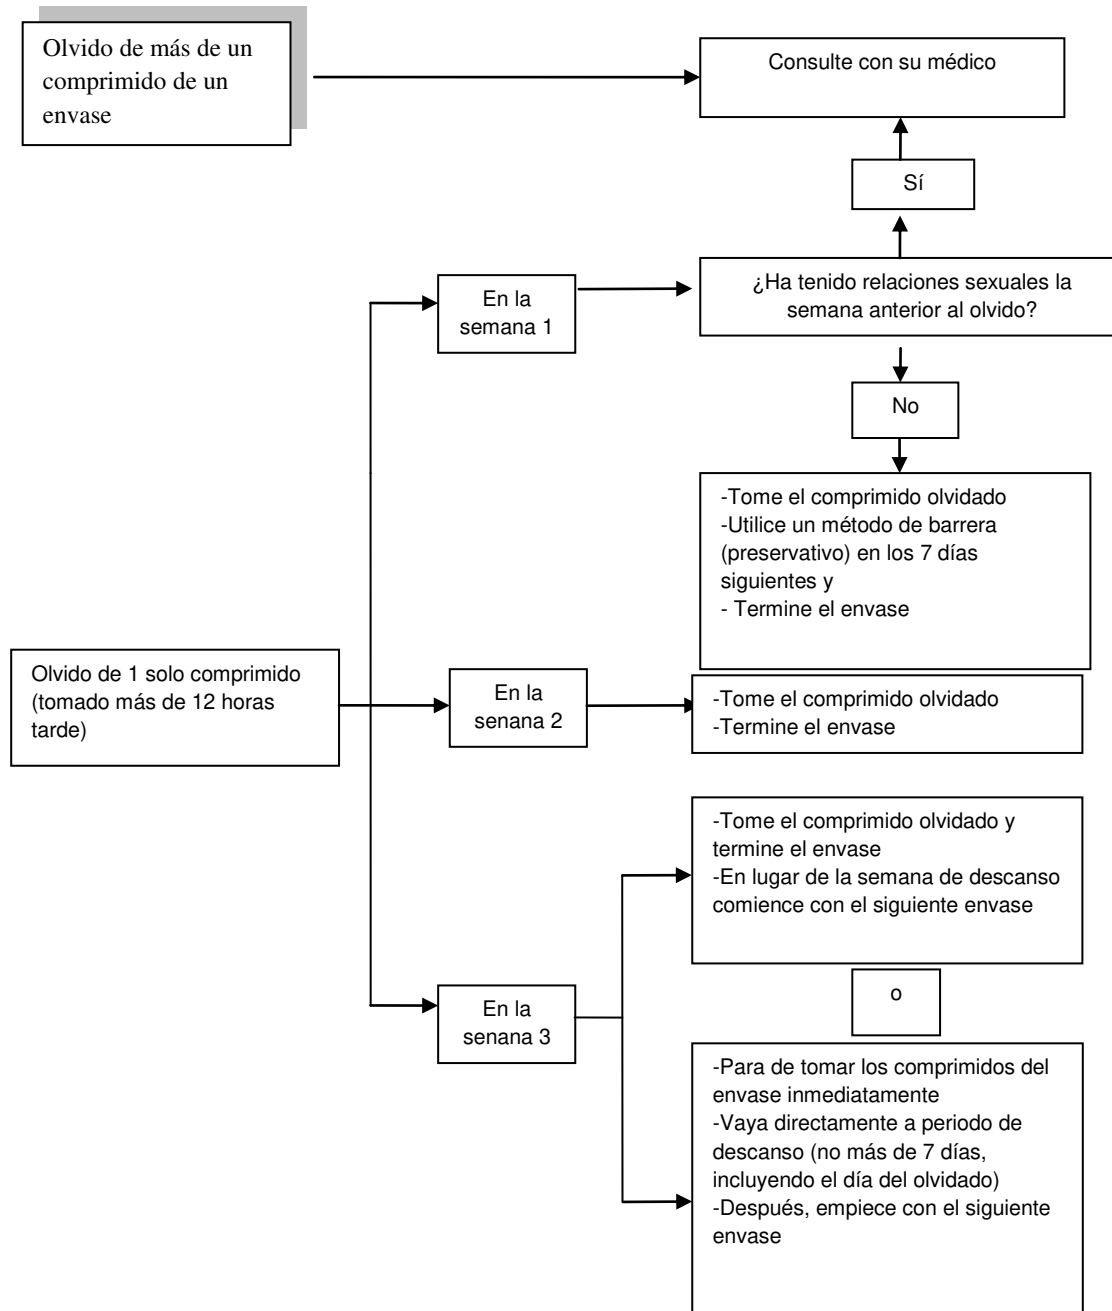 Olvido de más de un
comprimido de un
envase
Consulte con su médico
Sí
En la
semana 1
¿Ha tenido relaciones sexuales la
semana anterior al olvido?
No
-Tome el comprimido olvidado
-Utilice un método de barrera
(preservativo) en los 7 días
siguientes y
- Termine el envase
Olvido de 1 solo comprimido
(tomado más de 12 horas
tarde)
En la
senana 2
-Tome el comprimido olvidado
-Termine el envase
-Tome el comprimido olvidado y
termine el envase
-En lugar de la semana de descanso
comience con el siguiente envase
En la
senana 3
o
-Para de tomar los comprimidos del
envase inmediatamente
-Vaya directamente a periodo de
descanso (no más de 7 días,
incluyendo el día del olvidado)
-Después, empiece con el siguiente
envase